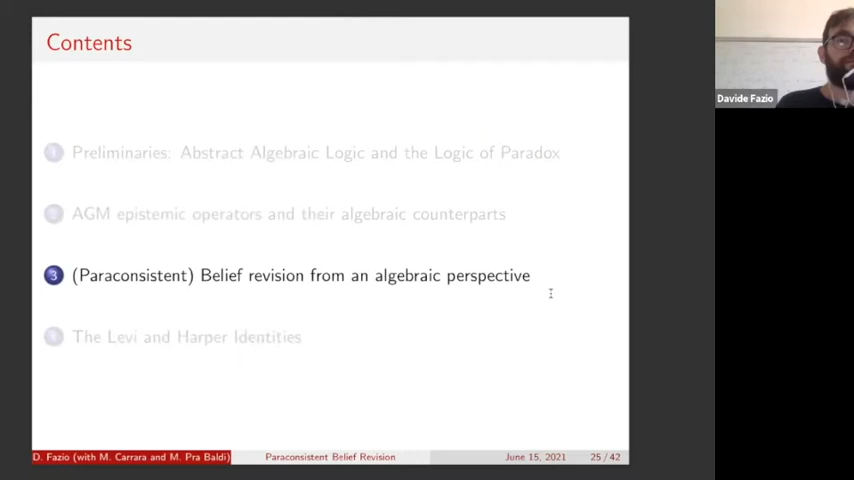 Contents
1 Preliminaries: Abstract Algebraic Logic and the Logic of Paradox
2 AGM epistemic operators and their algebraic counterparts
3 (Paraconsistent) Belief revision from an algebraic perspective
4 The Levi and Harper Identities
D. Fazio (with M. Carrara and M. Pra Baldi) Paraconsistent Belief Revision June 15, 2021 25 / 42
Davide Fazio